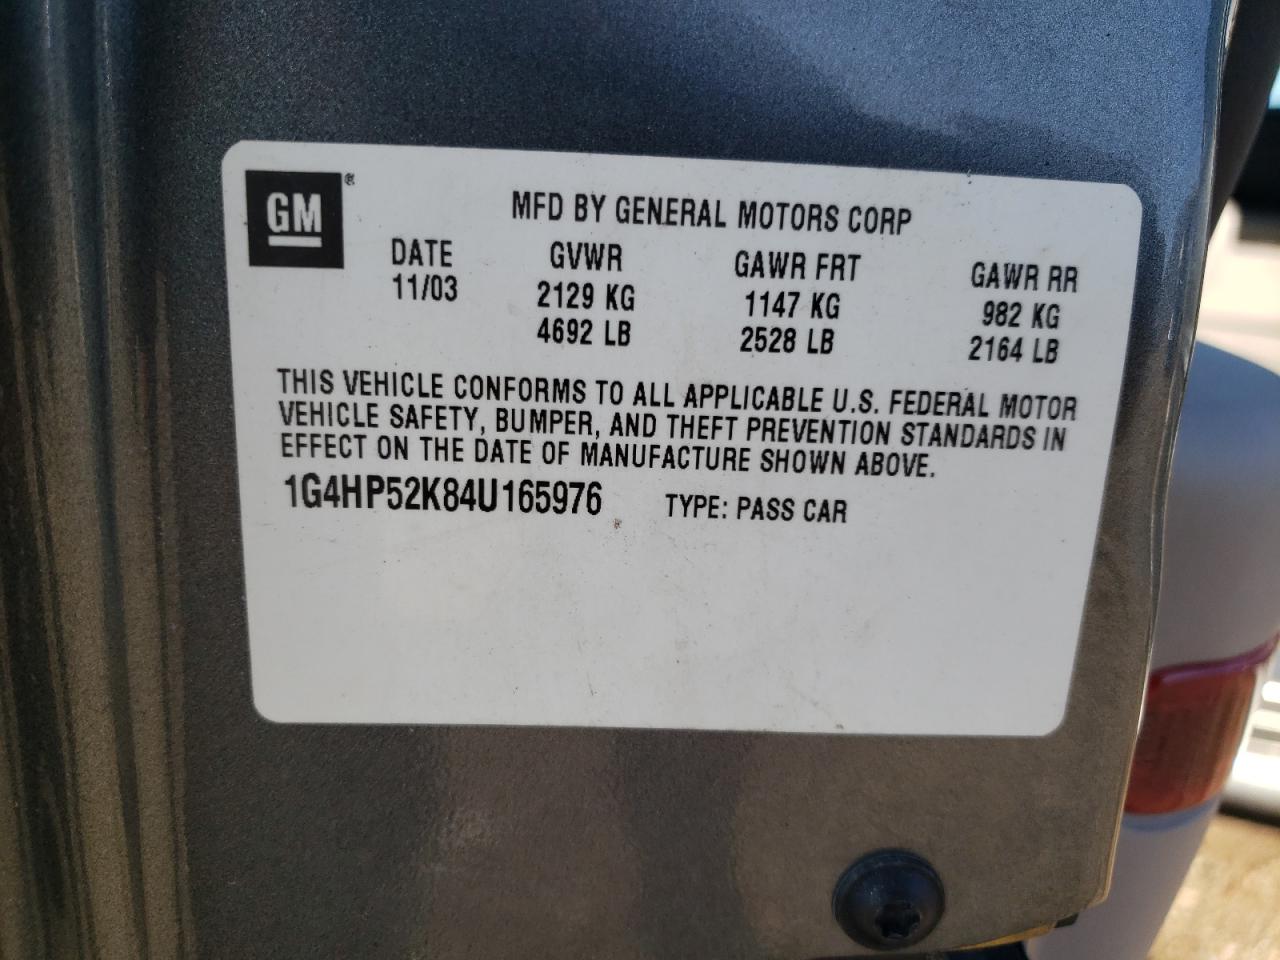 GM®
MFD BY GENERAL MOTORS CORP
DATE GVWR GAWR FRT GAWR RR
11/03 2129 KG 1147 KG 982 KG
4692 LB 2528 LB 2164 LB
THIS VEHICLE CONFORMS TO ALL APPLICABLE U.S. FEDERAL MOTOR
VEHICLE SAFETY, BUMPER, AND THEFT PREVENTION STANDARDS IN
EFFECT ON THE DATE OF MANUFACTURE SHOWN ABOVE.
1G4HP52K84U165976 TYPE: PASS CAR